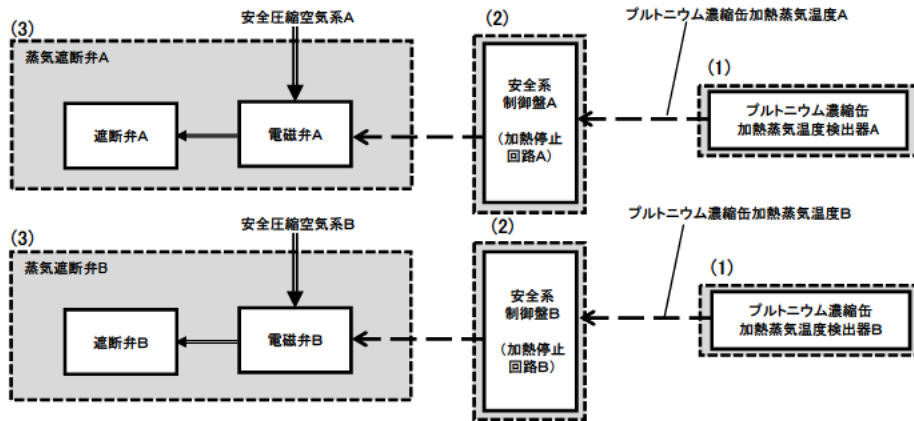 安全圧縮空気系A
プルトニウム濃縮缶加熱蒸気温度A
(3)
(2)
蒸気遮断弁A
(1)
安全系
制御盤A
(加熱停止
回路A)
プルトニウム濃縮缶
加熱蒸気温度検出器A
遮断弁A
電磁弁A
安全圧縮空気系B
プルトニウム濃縮缶加熱蒸気温度B
(3)
(2)
蒸気遮断弁B
(1)
安全系
制御盤B
(加熱停止
回路B)
プルトニウム濃縮缶
加熱蒸気温度検出器B
遮断弁B
電磁弁B